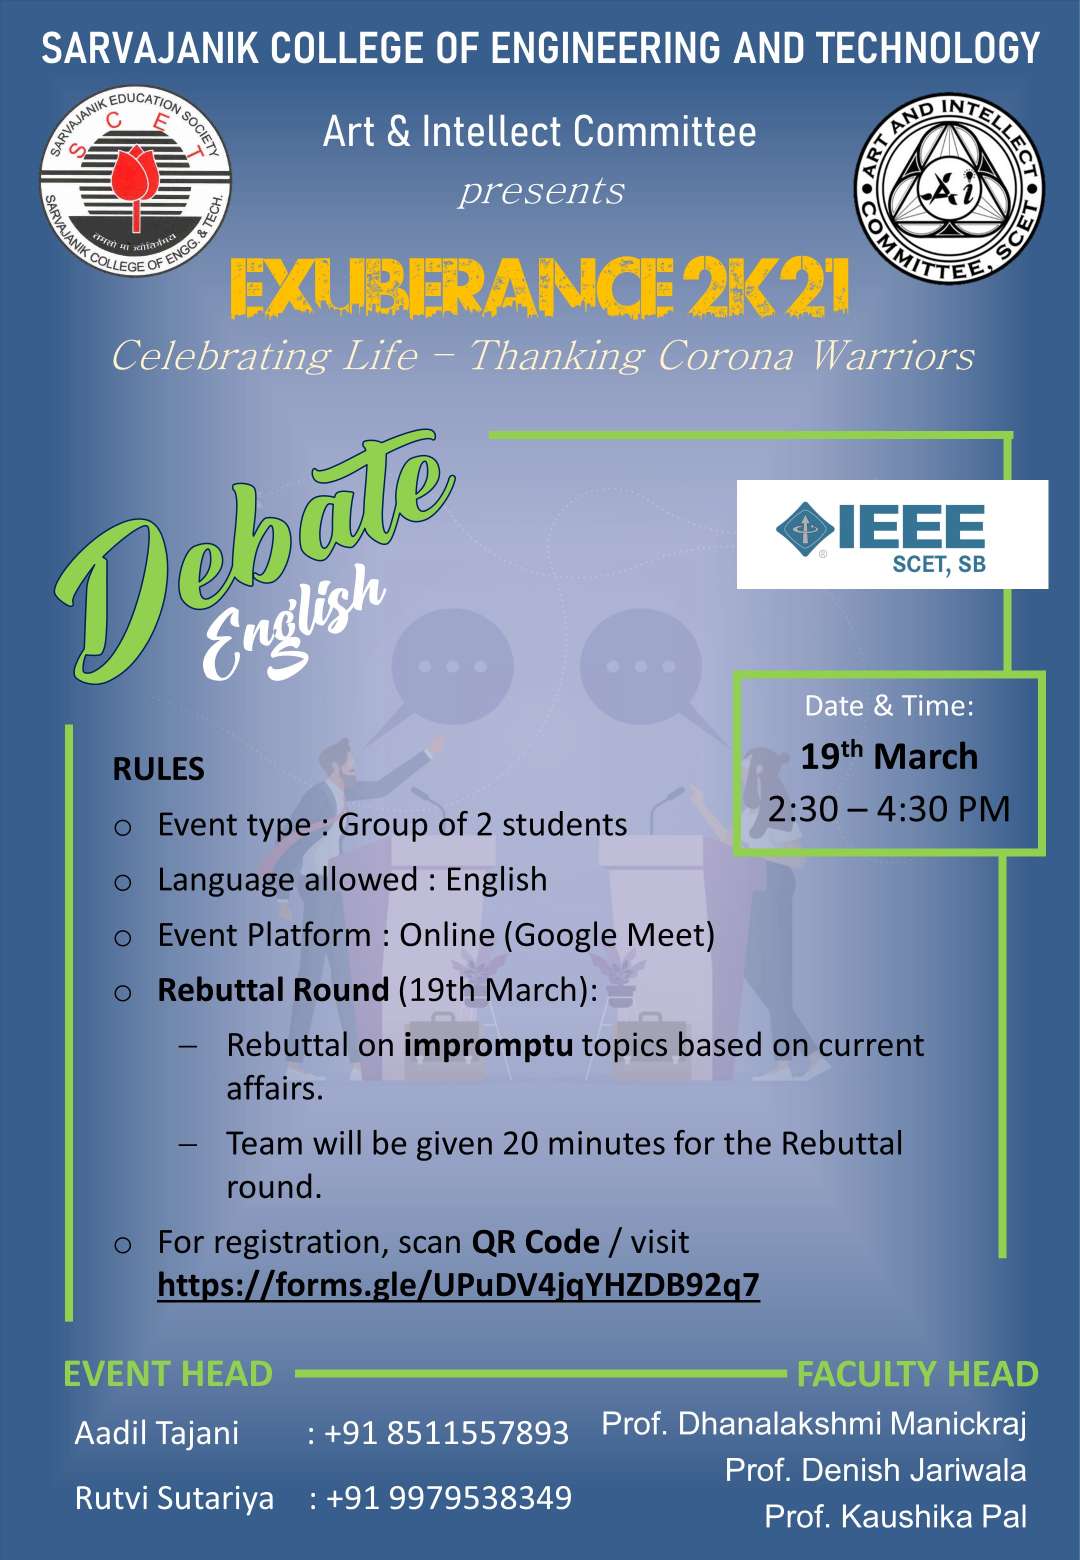 SARVAJANIK COLLEGE OF ENGINEERING AND TECHNOLOGY
SARVAJANIK EDUCATION SOCIETY
S C E T
SARVAJANIK COLLEGE OF ENGG. & TECH.
Art & Intellect Committee
presents
ART AND INTELLECT
Ai
COMMITTEE, SCET
EXUBERANCE 2K21
Celebrating Life - Thanking Corona Warriors
Debate
English
IEEE
®
SCET, SB
Date & Time:
19th March
2:30 – 4:30 PM
RULES
o Event type : Group of 2 students
o Language allowed : English
o Event Platform : Online (Google Meet)
o Rebuttal Round (19th March):
– Rebuttal on impromptu topics based on current
affairs.
– Team will be given 20 minutes for the Rebuttal
round.
o For registration, scan QR Code / visit
https://forms.gle/UPuDV4jqYHZDB92q7
EVENT HEAD
Aadil Tajani : +91 8511557893
Rutvi Sutariya : +91 9979538349
FACULTY HEAD
Prof. Dhanalakshmi Manickraj
Prof. Denish Jariwala
Prof. Kaushika Pal